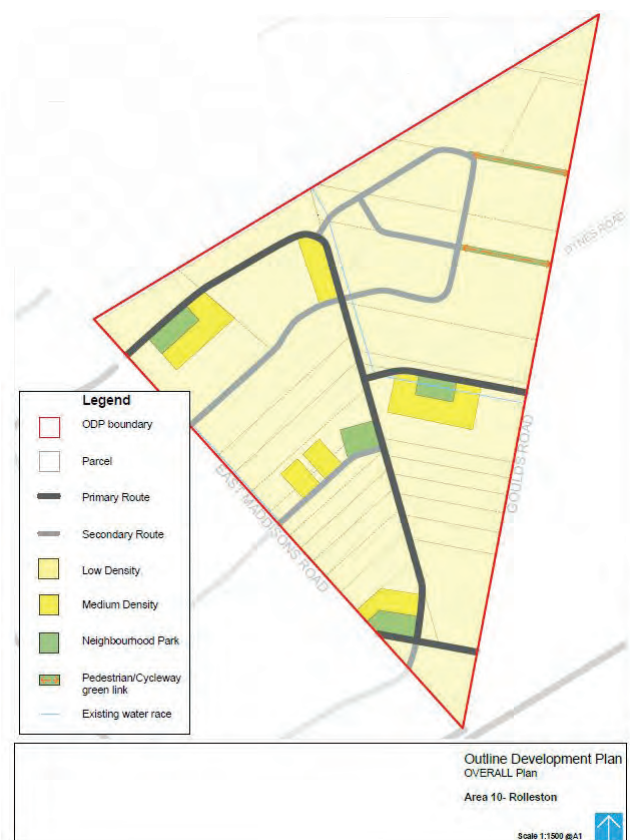 DYNES ROAD
GOULDS ROAD
EAST MADDISONS ROAD
Legend
ODP boundary
Parcel
Primary Route
Secondary Route
Low Density
Medium Density
Neighbourhood Park
Pedestrian/Cycleway
green link
Existing water race
Outline Development Plan
OVERALL Plan
Area 10- Rolleston
Scale 1:1500 @A1